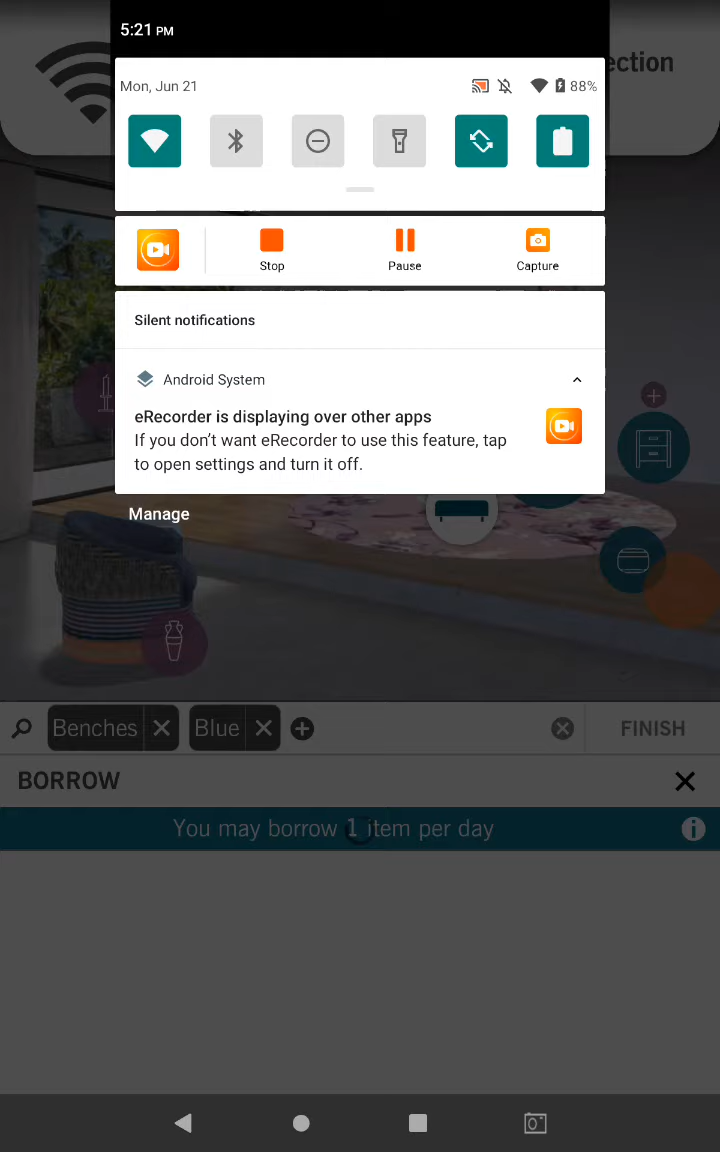 5:21 PM
ection
Mon, Jun 21
88%
Stop
Pause
Capture
Silent notifications
Android System
eRecorder is displaying over other apps
If you don't want eRecorder to use this feature, tap
to open settings and turn it off.
Manage
Benches
Blue
FINISH
BORROW
You may borrow 1 item per day